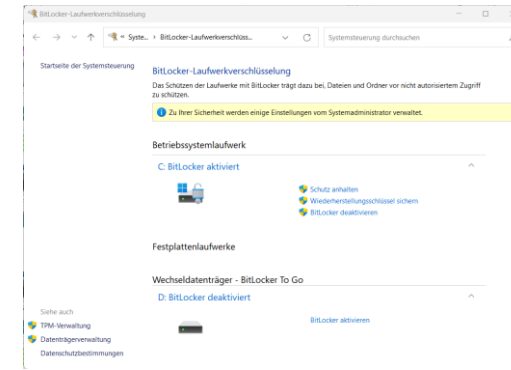 BitLocker-Laufwerkverschlüsselung
« Syste... › BitLocker-Laufwerkverschlüss...
Systemsteuerung durchsuchen
Startseite der Systemsteuerung
BitLocker-Laufwerkverschlüsselung
Das Schützen der Laufwerke mit BitLocker trägt dazu bei, Dateien und Ordner vor nicht autorisiertem Zugriff
zu schützen.
Zu Ihrer Sicherheit werden einige Einstellungen vom Systemadministrator verwaltet.
Betriebssystemlaufwerk
C: BitLocker aktiviert
Schutz anhalten
Wiederherstellungsschlüssel sichern
BitLocker deaktivieren
Festplattenlaufwerke
Wechseldatenträger - BitLocker To Go
D: BitLocker deaktiviert
BitLocker aktivieren
Siehe auch
TPM-Verwaltung
Datenträgerverwaltung
Datenschutzbestimmungen